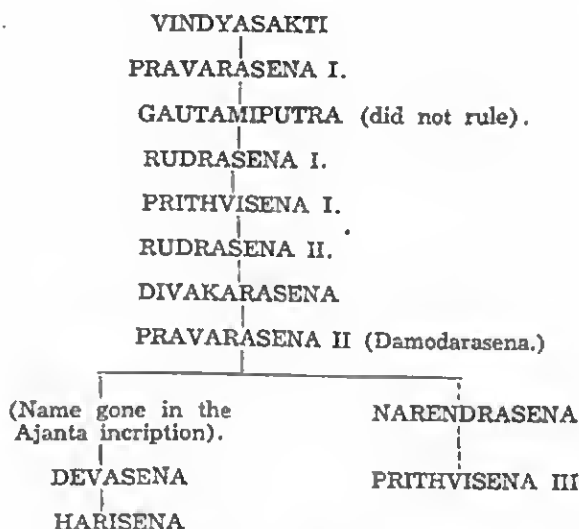 VINDYASAKTI
PRAVARASENA I.
GAUTAMIPUTRA (did not rule).
RUDRASENA I.
PRITHVISENA I.
RUDRASENA II.
DIVAKARASENA
PRAVARASENA II (Damodarasena.)
(Name gone in the
Ajanta incription).
DEVASENA
HARISENA
NARENDRASENA
PRITHVISENA III